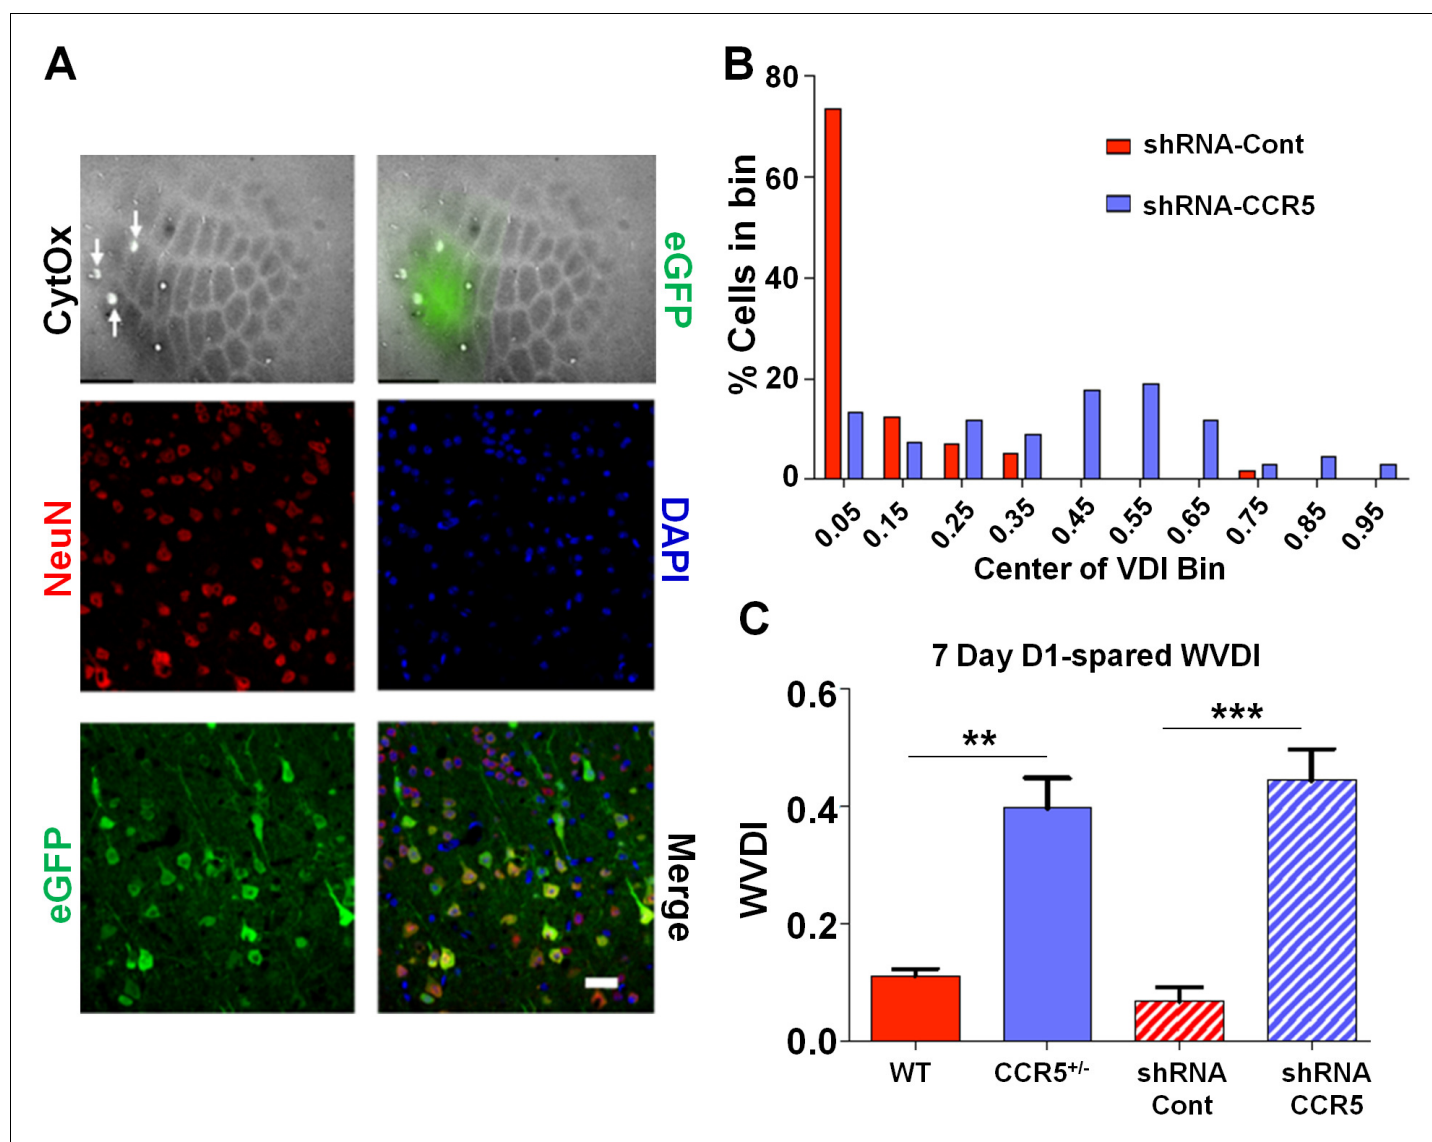 A
CytOx
eGFP
NeuN
DAPI
eGFP
Merge
B
80
60
40
20
0
% Cells in bin
shRNA-Cont
shRNA-CCR5
0.05
0.15
0.25
0.35
0.45
0.55
0.65
0.75
0.85
0.95
Center of VDI Bin
C
7 Day D1-spared WVDI
0.6
0.4
0.2
0.0
WVDI
**
***
WT
CCR5+/-
shRNA
Cont
shRNA
CCR5